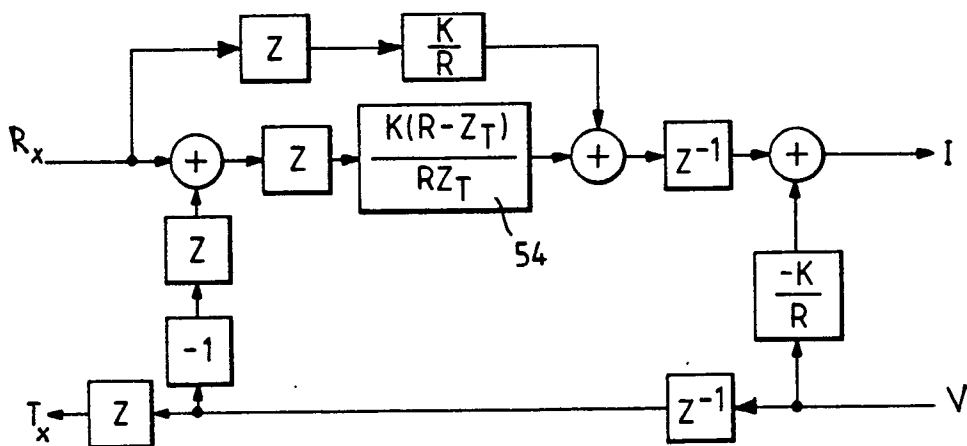 Z
K
R
Rx
+
Z
K(R-ZT)
RZT
+
Z-1
+
I
54
Z
-K
R
-1
Tx
Z
Z-1
V